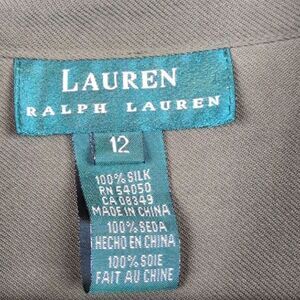 LAUREN
RALPH LAUREN
12
100% SILK
RN 54050
CA 08349
MADE IN CHINA
100% SEDA
HECHO EN CHINA
100% SOIE
FAIT AU CHINE